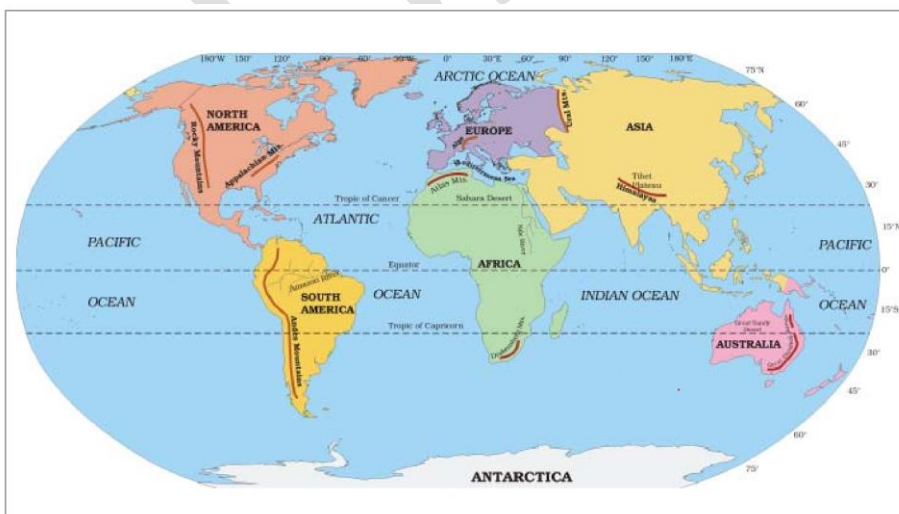 180°W 150° 120° 90° 60° 30°W 0° 30°E 60° 90° 120° 150° 180°E
75°N
ARCTIC OCEAN
60°
NORTH
AMERICA
Rocky Mountains
Appalachian Mts.
EUROPE
Alps
Ural Mts.
ASIA
45°
Mediterranean Sea
Atlas Mts.
Tibet
Plateau
Himalayas
30°
Tropic of Cancer
Sahara Desert
ATLANTIC
Nile River
PACIFIC
PACIFIC
Equator
AFRICA
0°
Amazon River
OCEAN
SOUTH
AMERICA
OCEAN
INDIAN OCEAN
OCEAN
15°S
Andes Mountains
Tropic of Capricorn
Drakensberg Mts.
Great Sandy
Desert
AUSTRALIA
30°
45°
60°
75°
ANTARCTICA